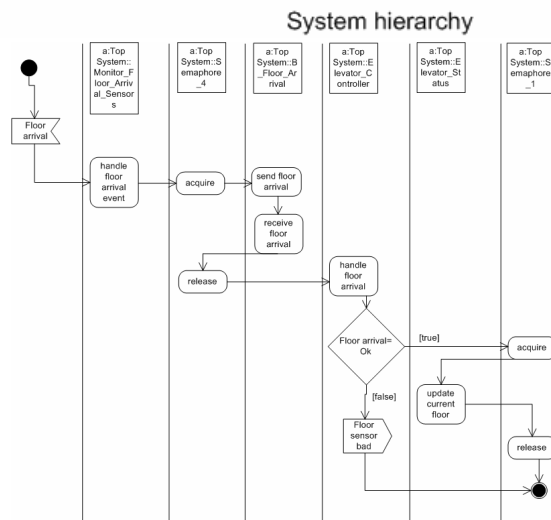 System hierarchy
a:Top
System::
Monitor_F
loor_Arriv
al_Sensor
s
a:Top
System::S
emaphore
_4
a:Top
System::B
_Floor_Ar
rival
a:Top
System::E
levator_C
ontroller
a:Top
System::E
levator_St
atus
a:Top
System::S
emaphore
_1
Floor
arrival
handle
floor
arrival
event
acquire
send floor
arrival
receive
floor
arrival
release
handle
floor
arrival
Floor arrival=
Ok
[true]
acquire
[false]
update
current
floor
Floor
sensor
bad
release